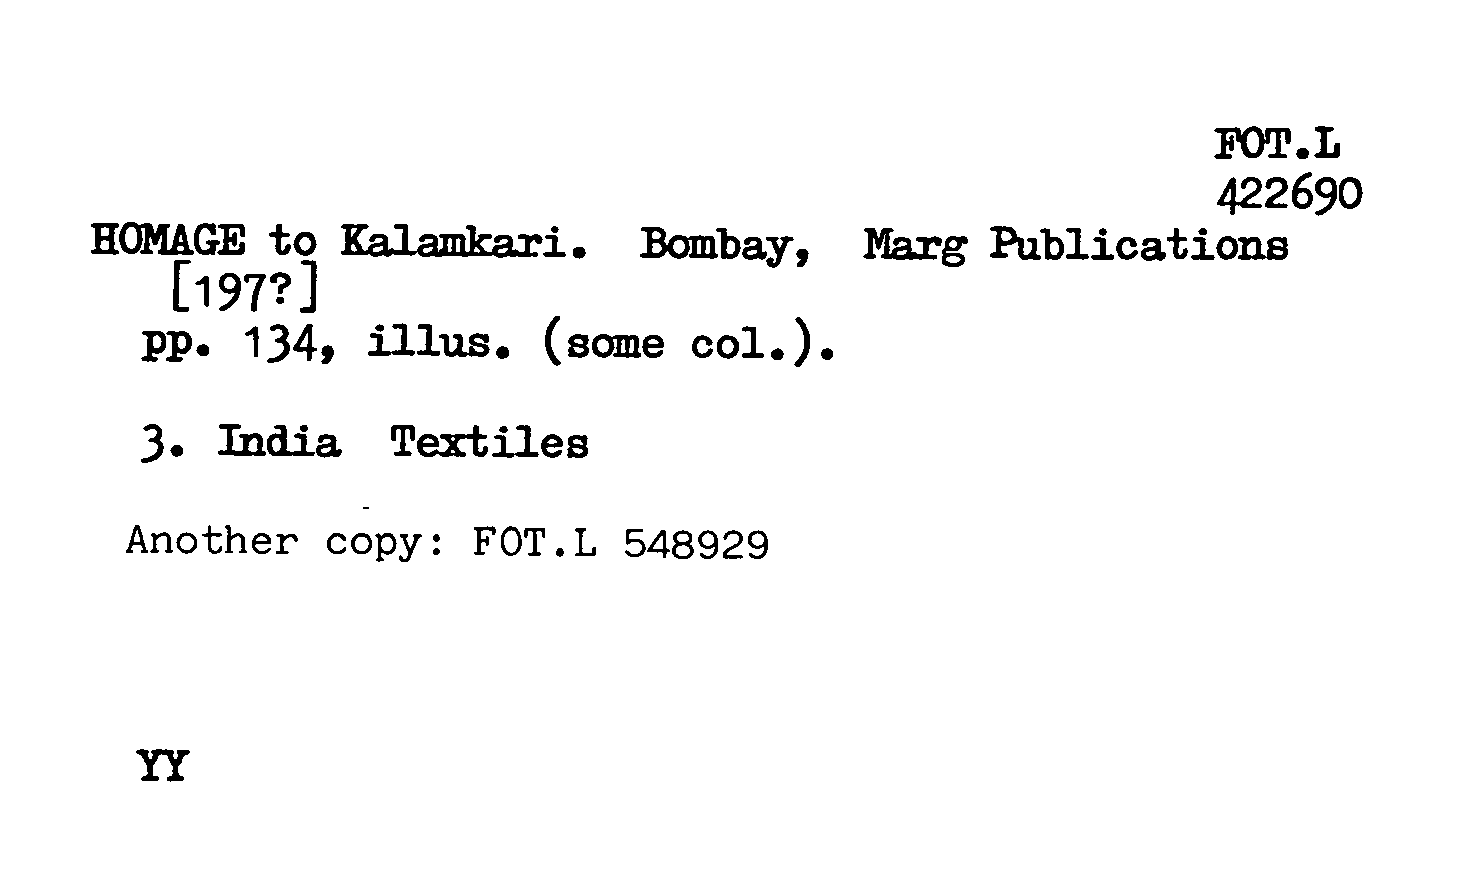 FOT.L
422690
HOMAGE to Kalamkari. Bombay, Marg Publications
[197?]
pp. 134, illus. (some col.).
3. India Textiles
Another copy: FOT.L 548929
YY